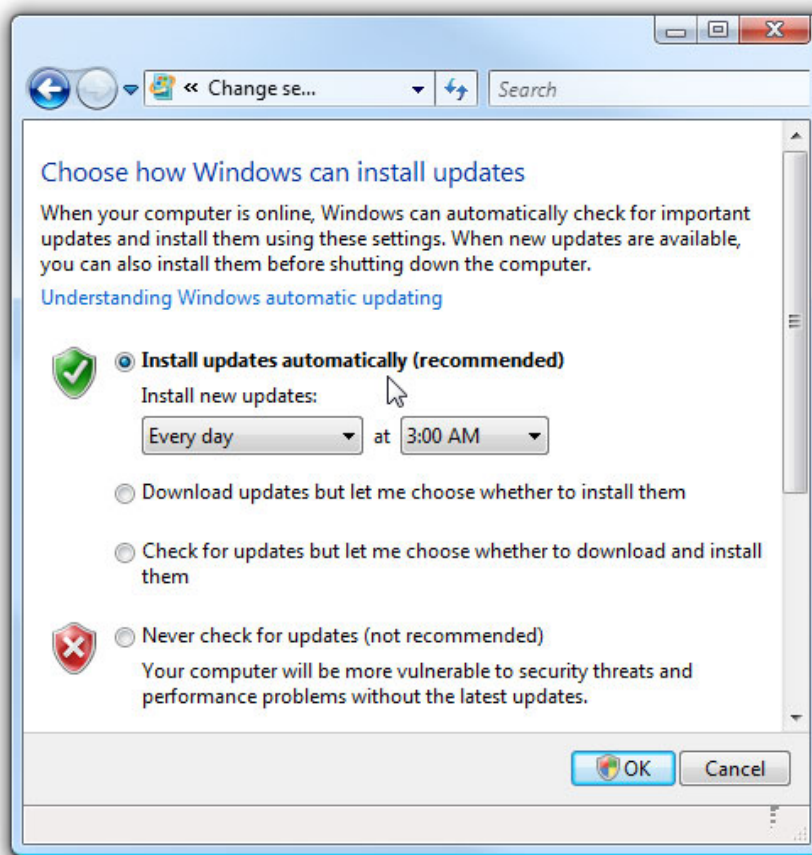 « Change se...
Search
Choose how Windows can install updates
When your computer is online, Windows can automatically check for important
updates and install them using these settings. When new updates are available,
you can also install them before shutting down the computer.
Understanding Windows automatic updating
Install updates automatically (recommended)
Install new updates:
Every day at 3:00 AM
Download updates but let me choose whether to install them
Check for updates but let me choose whether to download and install
them
Never check for updates (not recommended)
Your computer will be more vulnerable to security threats and
performance problems without the latest updates.
OK Cancel